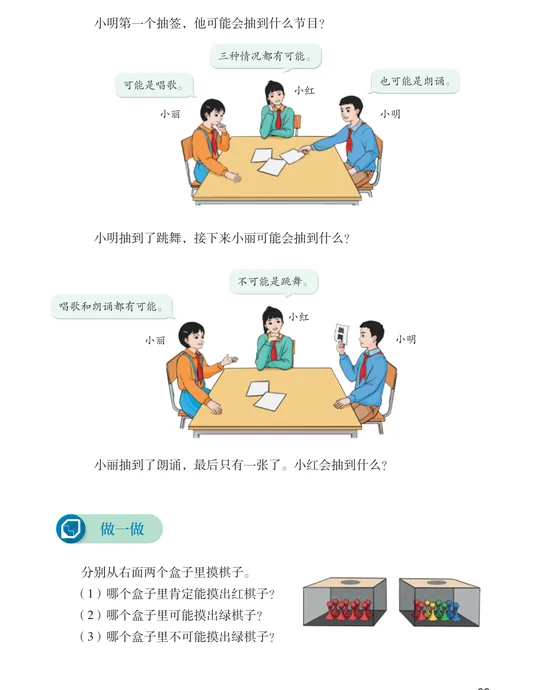 小明第一个抽签，他可能会抽到什么节目？
三种情况都有可能。
可能是唱歌。
也可能是朗诵。
小红
小丽
小明
小明抽到了跳舞，接下来小丽可能会抽到什么？
不可能是跳舞。
唱歌和朗诵都有可能。
小红
小丽
小明
跳舞
小丽抽到了朗诵，最后只有一张了。小红会抽到什么？
做一做
分别从右面两个盒子里摸棋子。
（1）哪个盒子里肯定能摸出红棋子？
（2）哪个盒子里可能摸出绿棋子？
（3）哪个盒子里不可能摸出绿棋子？